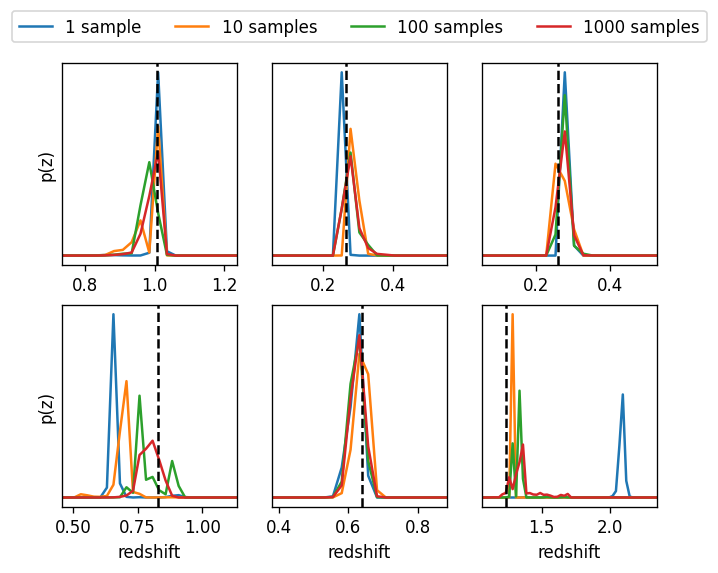 1 sample 10 samples 100 samples 1000 samples
p(z)
0.8 1.0 1.2
0.2 0.4
0.2 0.4
p(z)
0.50 0.75 1.00
0.4 0.6 0.8
1.5 2.0
redshift redshift redshift